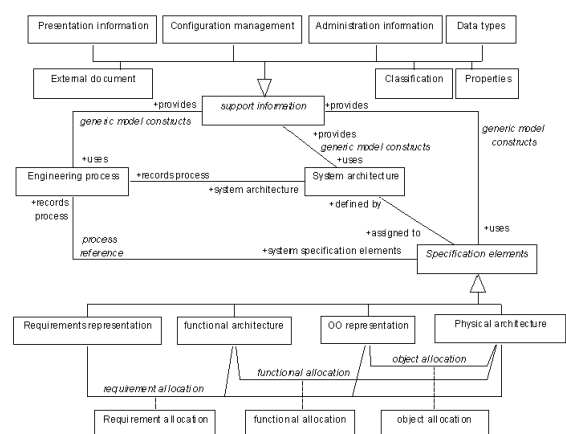 Presentation information
Configuration management
Administration information
Data types
External document
Classification
Properties
+provides
support information
+provides
generic model constructs
+provides
generic model
constructs
generic model constructs
+uses
+uses
Engineering process
+records process
System architecture
+system architecture
+records
process
+defined by
+assigned to
+uses
process
reference
+system specification elements
Specification elements
Requirements representation
functional architecture
OO representation
Physical architecture
object allocation
functional allocation
requirement allocation
Requirement allocation
functional allocation
object allocation